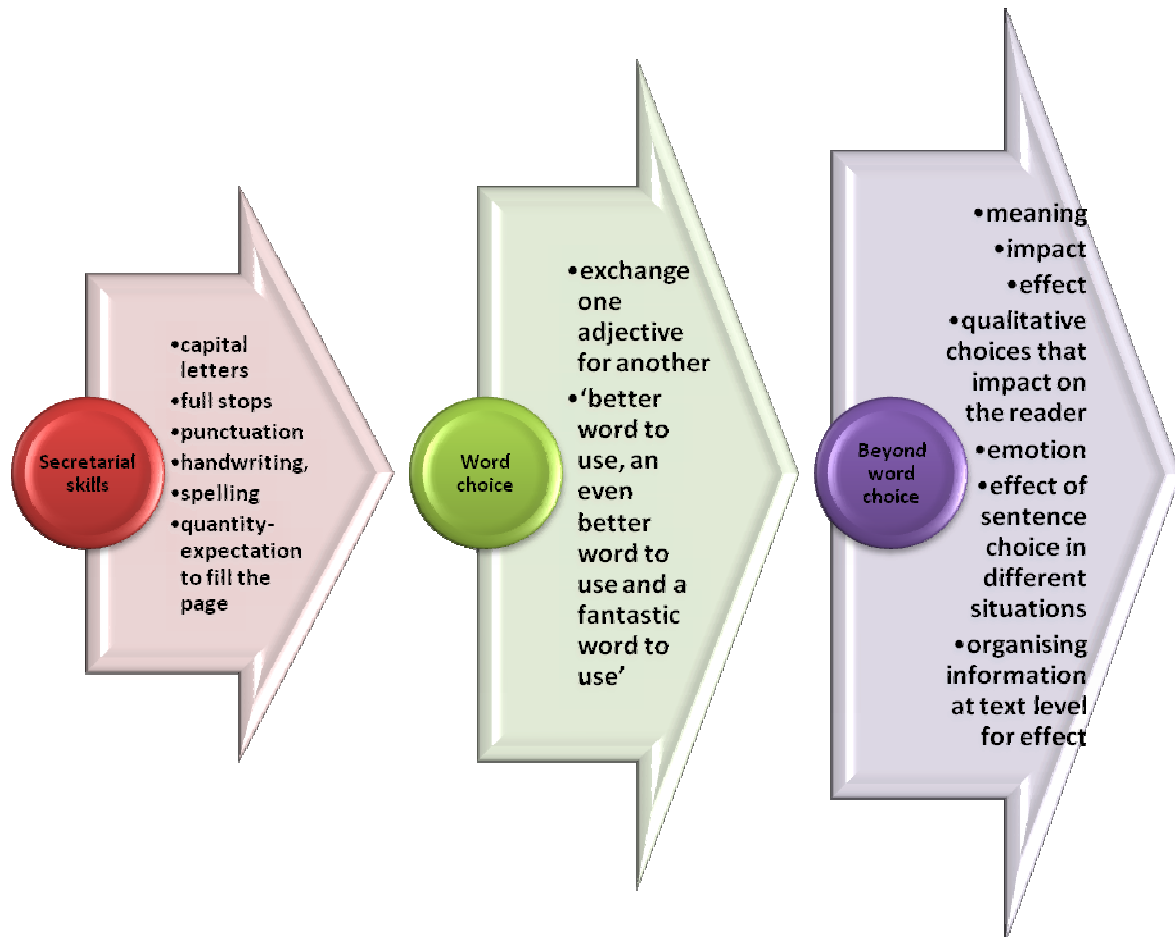 Secretarial
skills
•capital
letters
•full stops
•punctuation
•handwriting,
•spelling
•quantity-
expectation
to fill the
page
Word
choice
•exchange
one
adjective
for another
•‘better
word to
use, an
even
better
word to
use and a
fantastic
word to
use’
Beyond
word
choice
•meaning
•impact
•effect
•qualitative
choices that
impact on
the reader
•emotion
•effect of
sentence
choice in
different
situations
•organising
information
at text level
for effect